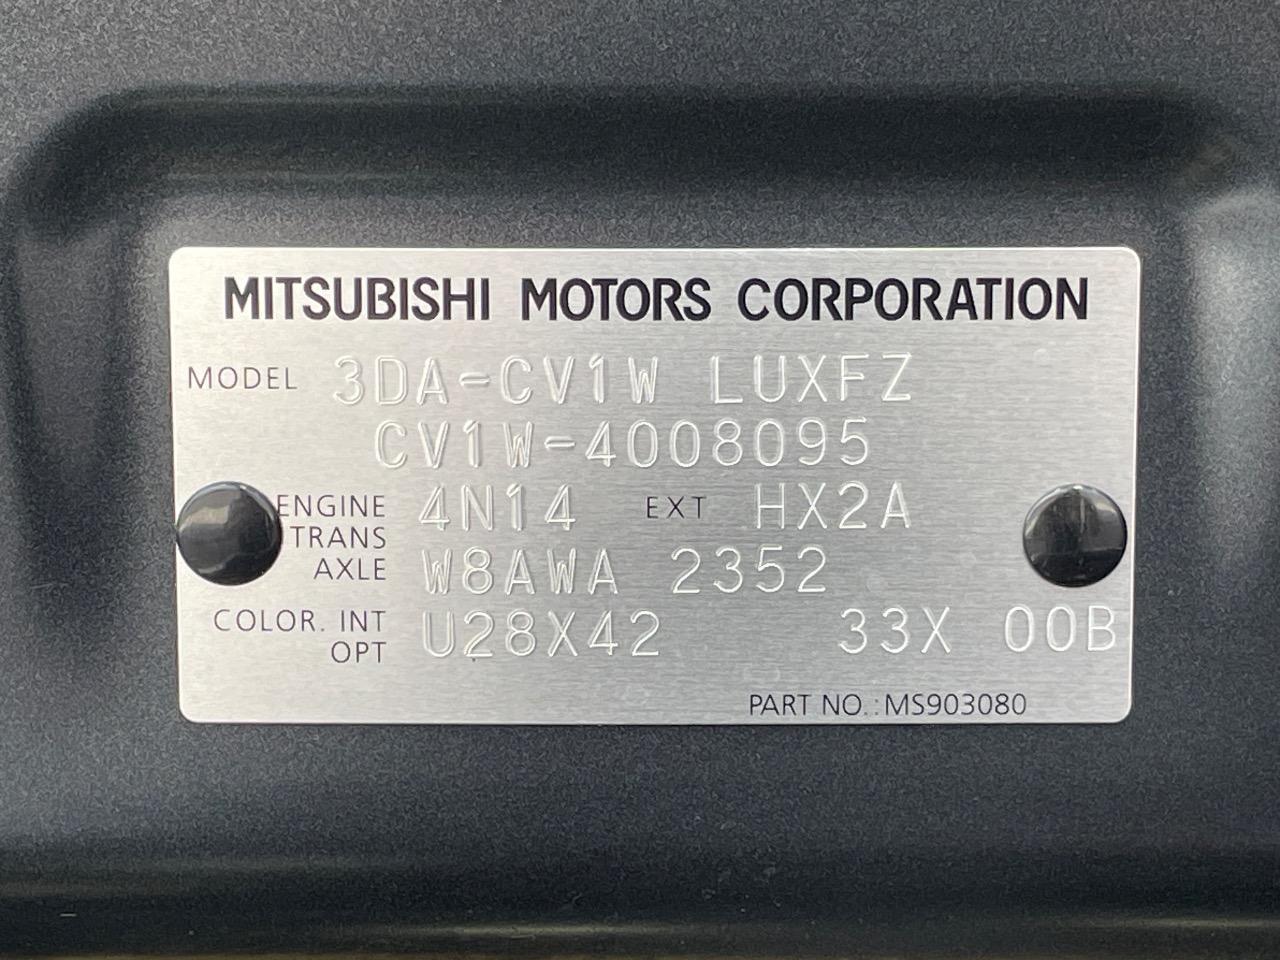 MITSUBISHI MOTORS CORPORATION
MODEL 3DA-CV1W LUXFZ
CV1W-4008095
ENGINE 4N14 EXT HX2A
TRANS
AXLE W8AWA 2352
COLOR. INT
OPT U28X42 33X 00B
PART NO.:MS903080